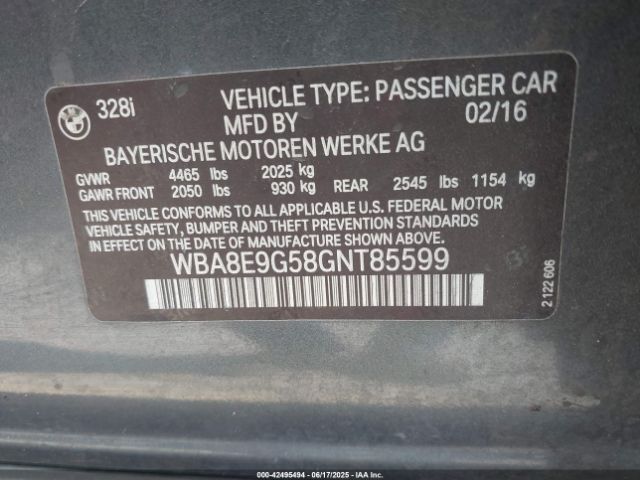 328i VEHICLE TYPE: PASSENGER CAR
MFD BY 02/16
BAYERISCHE MOTOREN WERKE AG
GVWR 4465 lbs 2025 kg
GAWR FRONT 2050 lbs 930 kg REAR 2545 lbs 1154 kg
THIS VEHICLE CONFORMS TO ALL APPLICABLE U.S. FEDERAL MOTOR
VEHICLE SAFETY, BUMPER AND THEFT PREVENTION STANDARDS
IN EFFECT ON THE DATE OF MANUFACTURE SHOWN ABOVE.
WBA8E9G58GNT85599
2 122 606
© 42495494 - 06/17/2025 - IAA Inc.